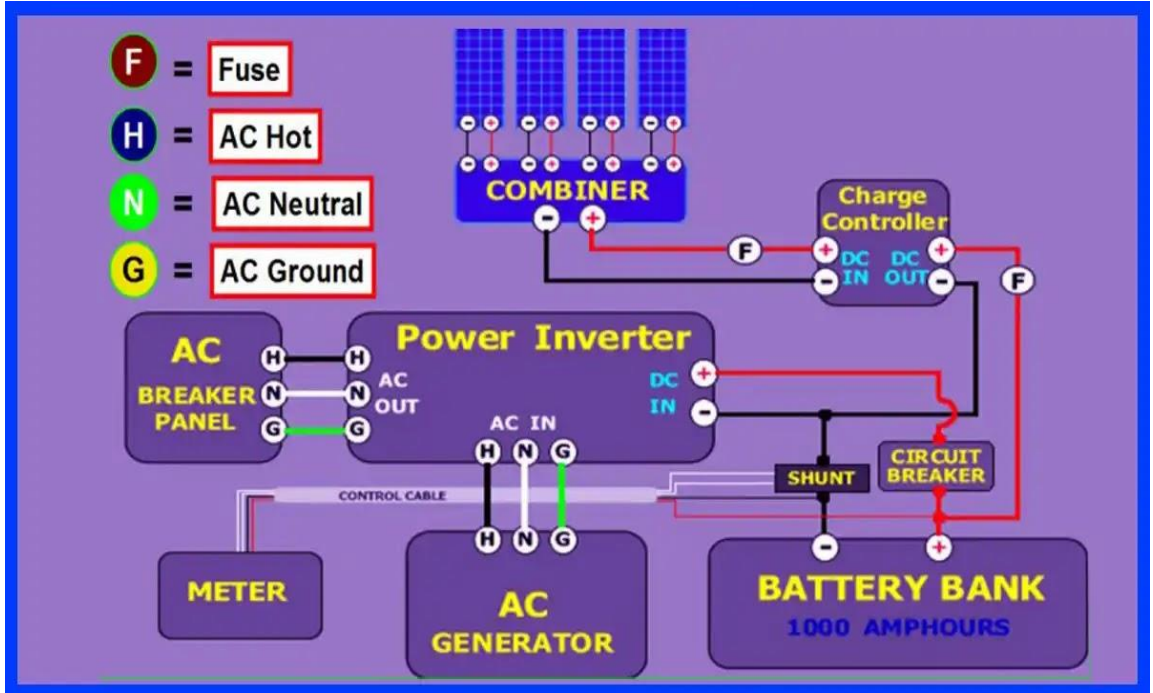 F = Fuse
H = AC Hot
N = AC Neutral
G = AC Ground
- + - + - + - +
- + - + - + - +
COMBINER
- +
Charge
Controller
F + DC DC +
- IN OUT - F
AC
BREAKER
PANEL
H H
N N
G G
Power Inverter
AC
OUT
DC +
IN -
AC IN
H N G
CIRCUIT
BREAKER
SHUNT
CONTROL CABLE
METER
H N G
AC
GENERATOR
- +
BATTERY BANK
1000 AMPHOURS